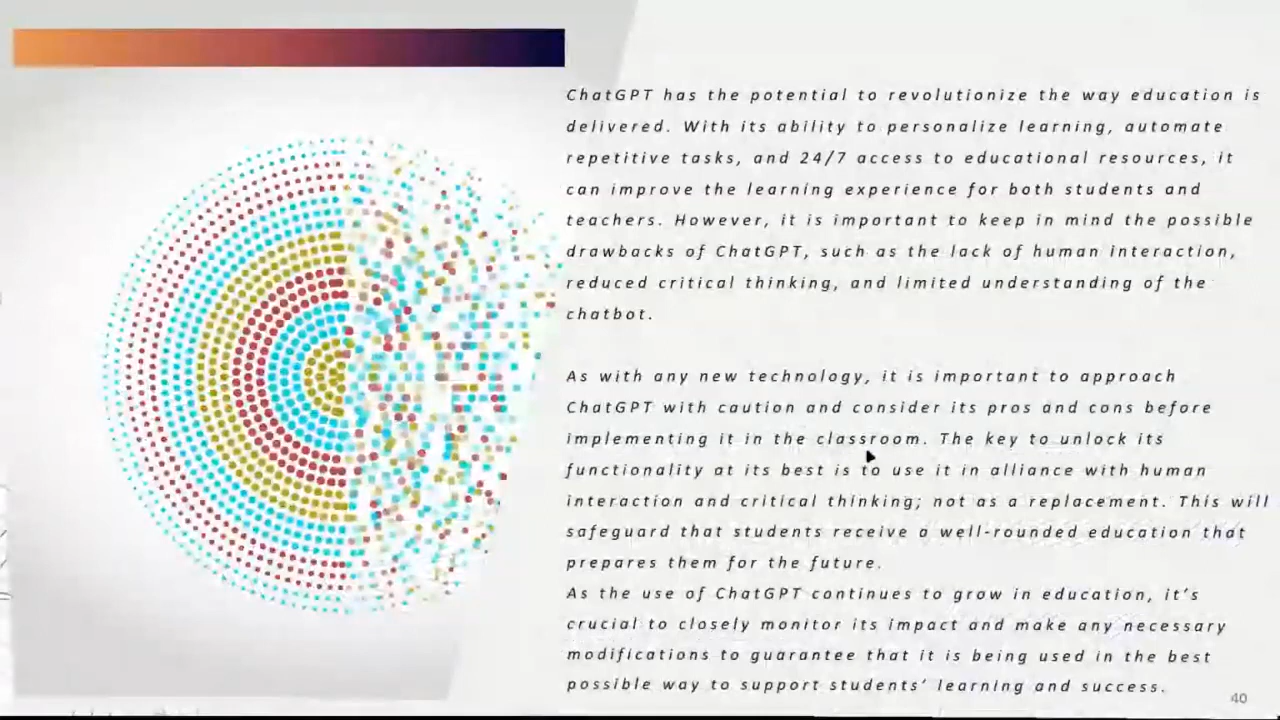 ChatGPT has the potential to revolutionize the way education is
delivered. With its ability to personalize learning, automate
repetitive tasks, and 24/7 access to educational resources, it
can improve the learning experience for both students and
teachers. However, it is important to keep in mind the possible
drawbacks of ChatGPT, such as the lack of human interaction,
reduced critical thinking, and limited understanding of the
chatbot.
As with any new technology, it is important to approach
ChatGPT with caution and consider its pros and cons before
implementing it in the classroom. The key to unlock its
functionality at its best is to use it in alliance with human
interaction and critical thinking; not as a replacement. This will
safeguard that students receive a well-rounded education that
prepares them for the future.
As the use of ChatGPT continues to grow in education, it’s
crucial to closely monitor its impact and make any necessary
modifications to guarantee that it is being used in the best
possible way to support students’ learning and success.
40